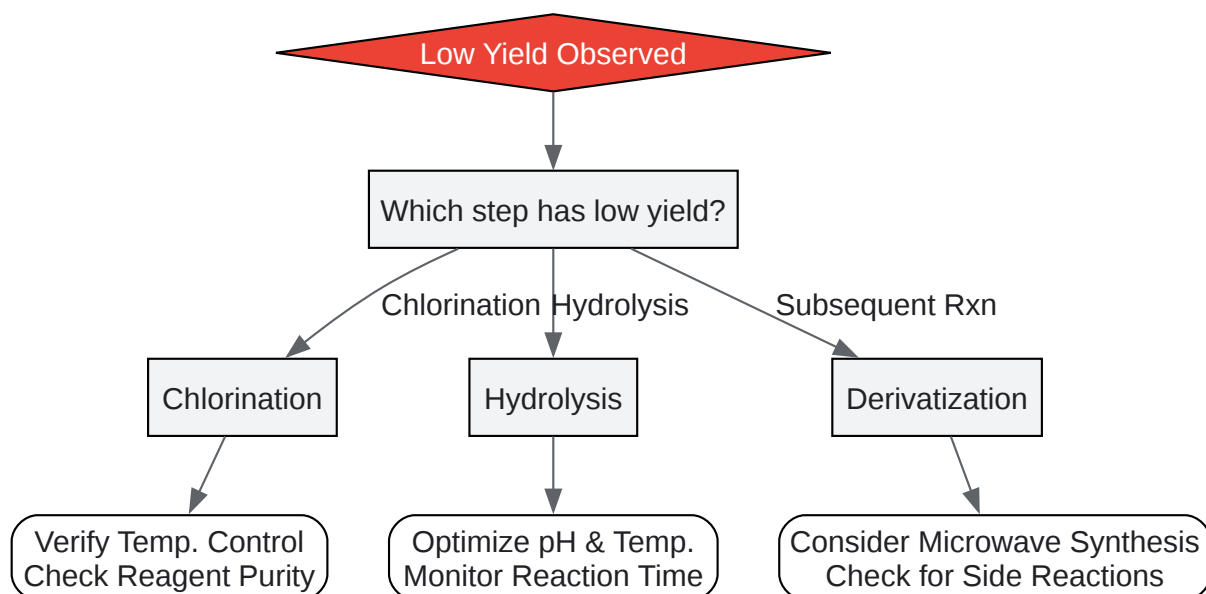 Low Yield Observed
Which step has low yield?
Chlorination
Hydrolysis
Subsequent Rxn
Chlorination
Hydrolysis
Derivatization
Verify Temp. Control
Check Reagent Purity
Optimize pH & Temp.
Monitor Reaction Time
Consider Microwave Synthesis
Check for Side Reactions